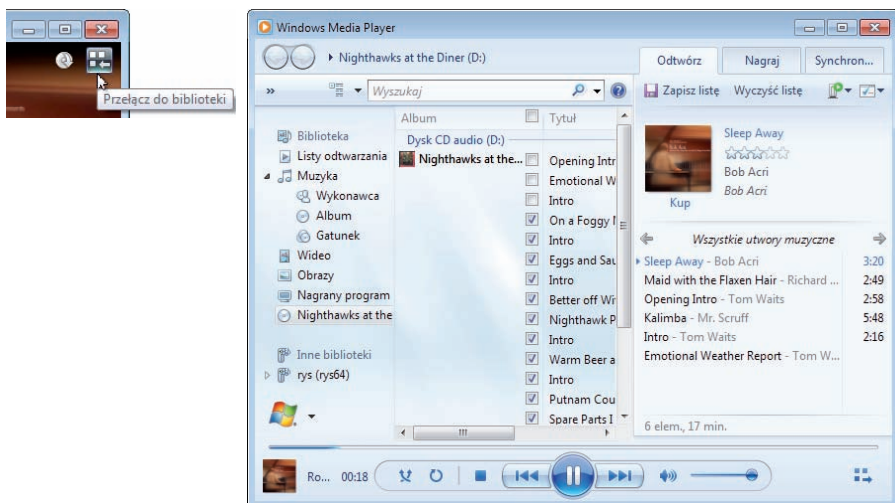 Przełącz do biblioteki
Windows Media Player
Nighthawks at the Diner (D:)
Odtwórz Nagraj Synchron...
Wyszukaj
Zapisz listę Wyczyść listę
Biblioteka
Listy odtwarzania
Muzyka
Wykonawca
Album
Gatunek
Wideo
Obrazy
Nagrany program
Nighthawks at the
Inne biblioteki
rys (rys64)
Album Tytuł
Dysk CD audio (D:)
Nighthawks at the... Opening Intr
Emotional W
Intro
On a Foggy
Intro
Eggs and Sau
Intro
Better off Wi
Nighthawk P
Intro
Warm Beer a
Intro
Putnam Cou
Spare Parts I
Sleep Away
Bob Acri
Bob Acri
Kup
Wszystkie utwory muzyczne
Sleep Away - Bob Acri 3:20
Maid with the Flaxen Hair - Richard ... 2:49
Opening Intro - Tom Waits 2:58
Kalimba - Mr. Scruff 5:48
Intro - Tom Waits 2:16
Emotional Weather Report - Tom W...
6 elem., 17 min.
Ro... 00:18